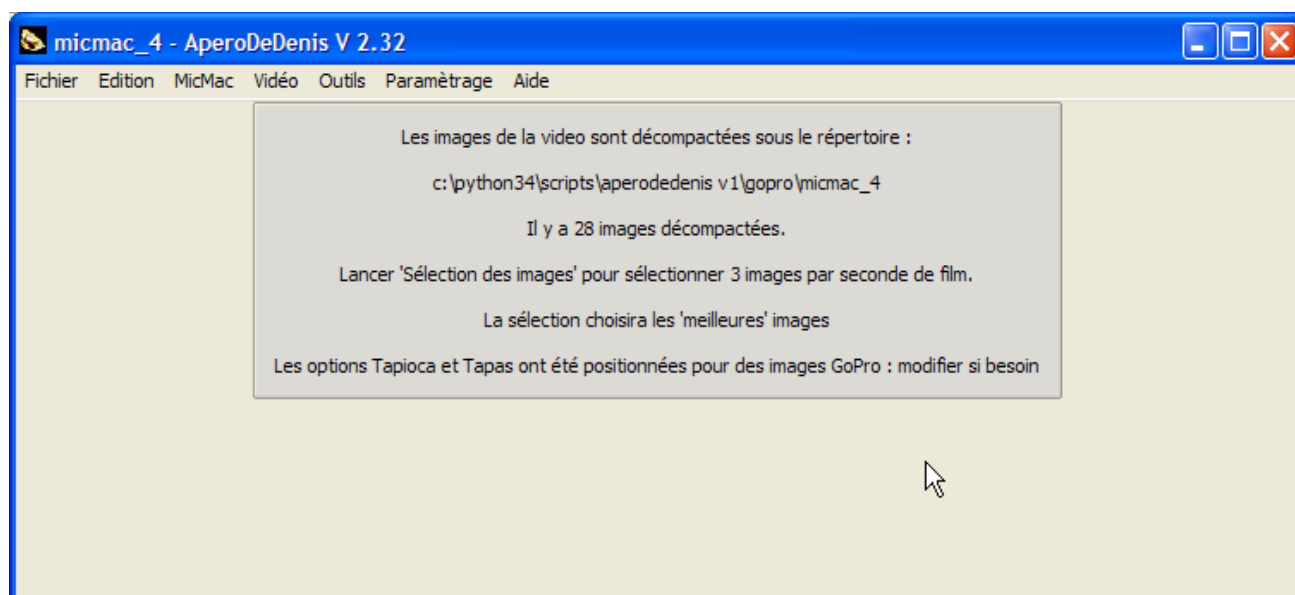 micmac_4 - AperoDeDenis V 2.32
Fichier Edition MicMac Vidéo Outils Paramètrage Aide
Les images de la video sont décompactées sous le répertoire :
c:\python34\scripts\aperodedenis v1\gopro\micmac_4
Il y a 28 images décompactées.
Lancer 'Sélection des images' pour sélectionner 3 images par seconde de film.
La sélection choisira les 'meilleures' images
Les options Tapioca et Tapas ont été positionnées pour des images GoPro : modifier si besoin